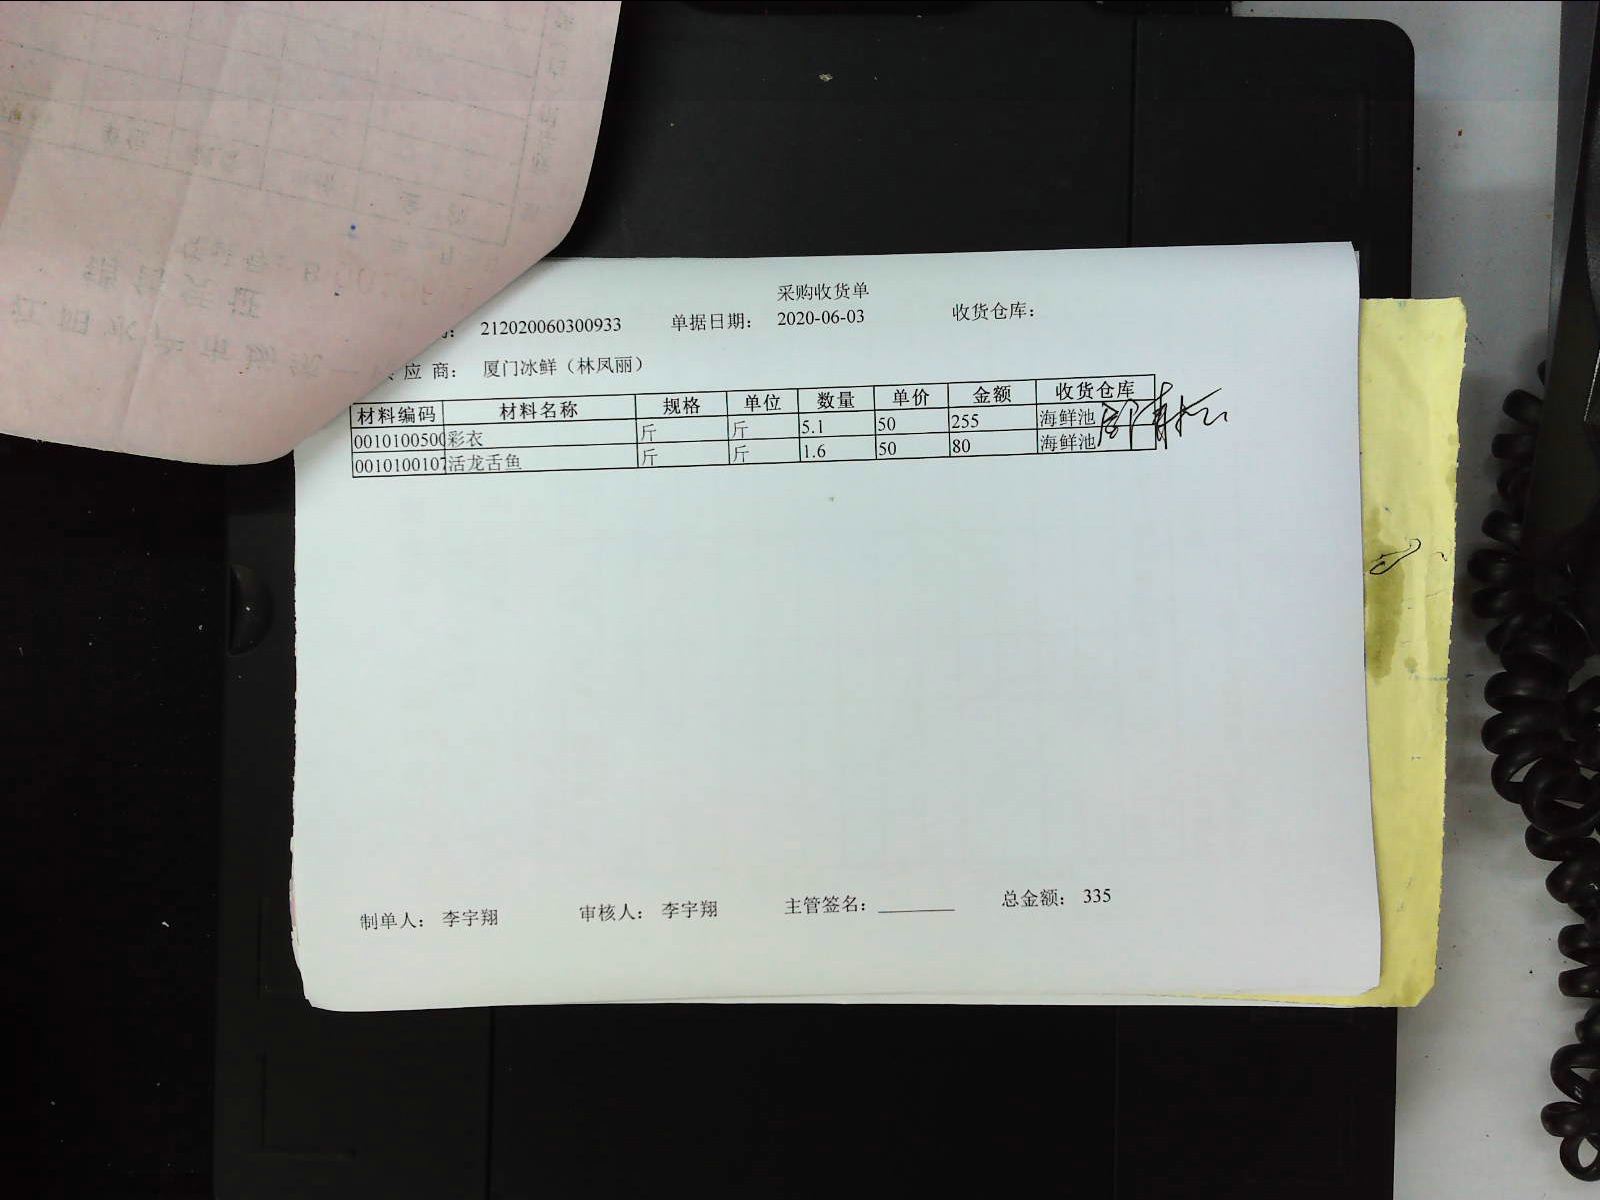 采购收货单
212020060300933 单据日期： 2020-06-03 收货仓库：
应 商： 厦门冰鲜（林凤丽）
材料编码 材料名称 规格 单位 数量 单价 金额 收货仓库
0010100500 彩衣 斤 斤 5.1 50 255 海鲜池
0010100107 活龙舌鱼 斤 斤 1.6 50 80 海鲜池
制单人： 李宇翔 审核人： 李宇翔 主管签名：________ 总金额： 335